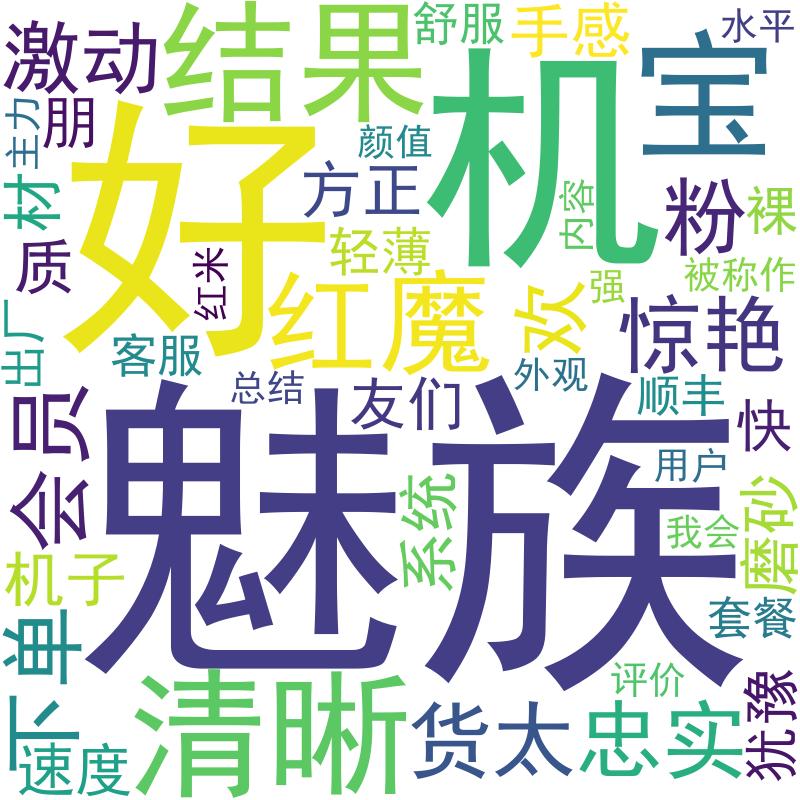 激动
结果
舒服
手感
水平
主力
朋
好
颜值
机
宝
材
方正
内容
粉
裸
质
红米
轻薄
红魔
强
被称作
欢
惊艳
出厂
客服
总结
友们
外观
顺丰
快
会员
魅族
系统
用户
磨砂
我会
机子
套餐
下单
清晰
货太
忠实
评价
犹豫
速度